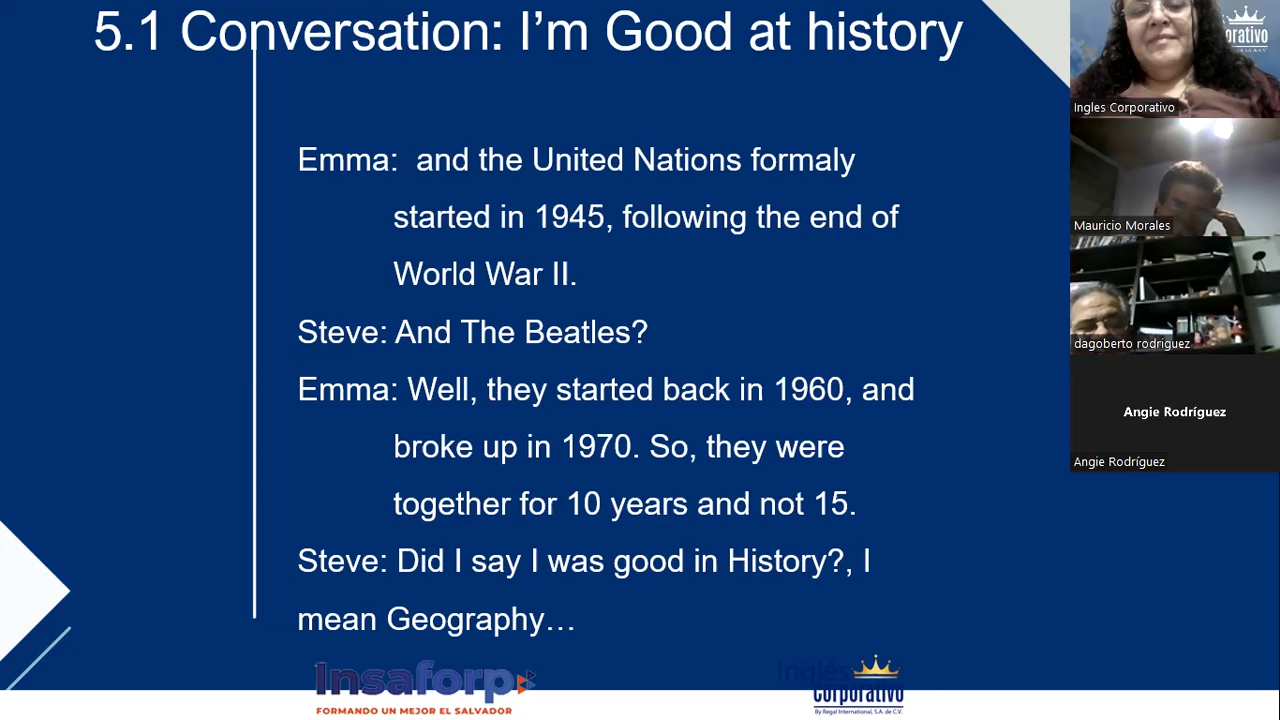 5.1 Conversation: I'm Good at history
Emma: and the United Nations formaly
started in 1945, following the end of
World War II.
Steve: And The Beatles?
Emma: Well, they started back in 1960, and
broke up in 1970. So, they were
together for 10 years and not 15.
Steve: Did I say I was good in History?, I
mean Geography…
Insaforp
FORMANDO UN MEJOR EL SALVADOR
Inglés
corporativo
By Regal International, S.A. de C.V.
orativo
Ingles Corporativo
Mauricio Morales
dagoberto rodriguez
Angie Rodríguez
Angie Rodríguez